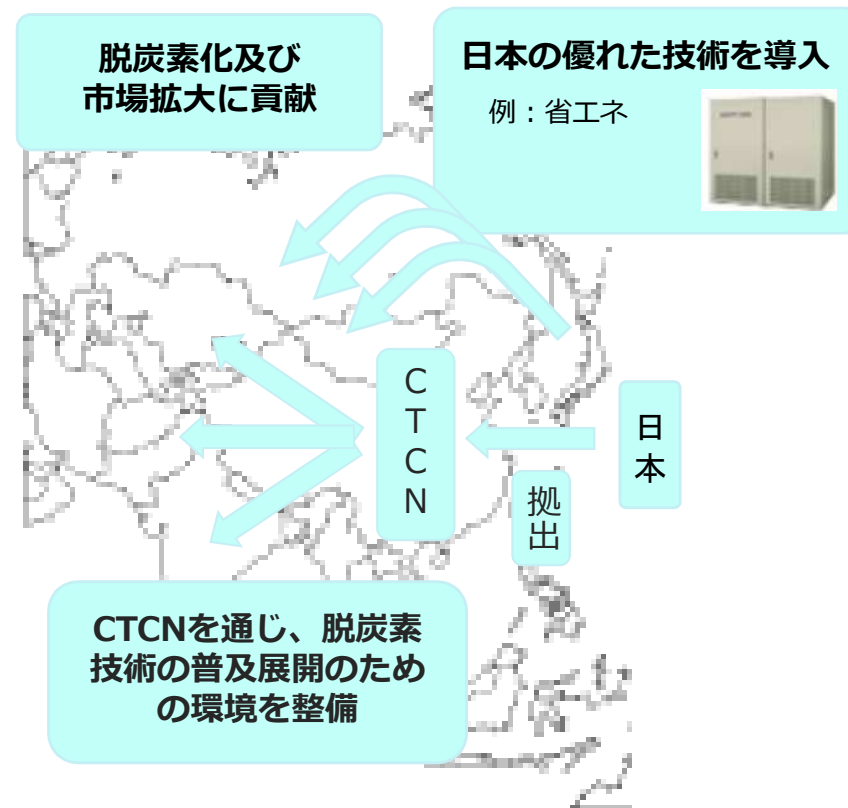 脱炭素化及び
市場拡大に貢献
日本の優れた技術を導入
例：省エネ
CTCN
日本
拠出
CTCNを通じ、脱炭素
技術の普及展開のため
の環境を整備